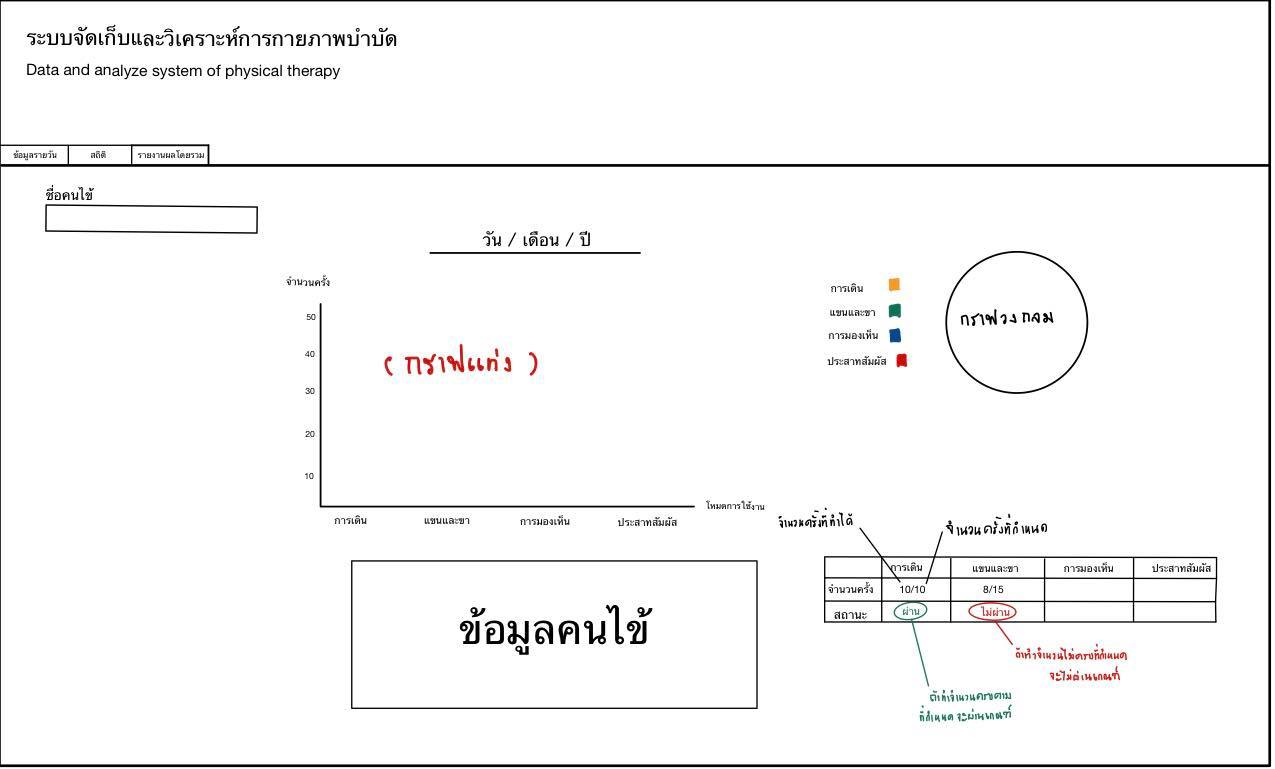 ระบบจัดเก็บและวิเคราะห์การกายภาพบำบัด
Data and analyze system of physical therapy
ข้อมูลรายวัน สถิติ รายงานผลโดยรวม
ชื่อคนไข้
วัน / เดือน / ปี
จำนวนครั้ง
50
40
30
20
10
(กราฟแท่ง)
การเดิน แขนและขา การมองเห็น ประสาทสัมผัส
โหมดการใช้งาน
การเดิน
แขนและขา
การมองเห็น
ประสาทสัมผัส
กราฟวงกลม
ข้อมูลคนไข้
จำนวนครั้งที่ทำได้
จำนวนครั้งที่กำหนด
การเดิน แขนและขา การมองเห็น ประสาทสัมผัส
จำนวนครั้ง 10/10 8/15
สถานะ ผ่าน ไม่ผ่าน
ถ้าทำจำนวนไม่ครบที่กำหนด
จะไม่ผ่านเกณฑ์
ถ้าทำจำนวนครบตาม
ที่กำหนด จะผ่านเกณฑ์